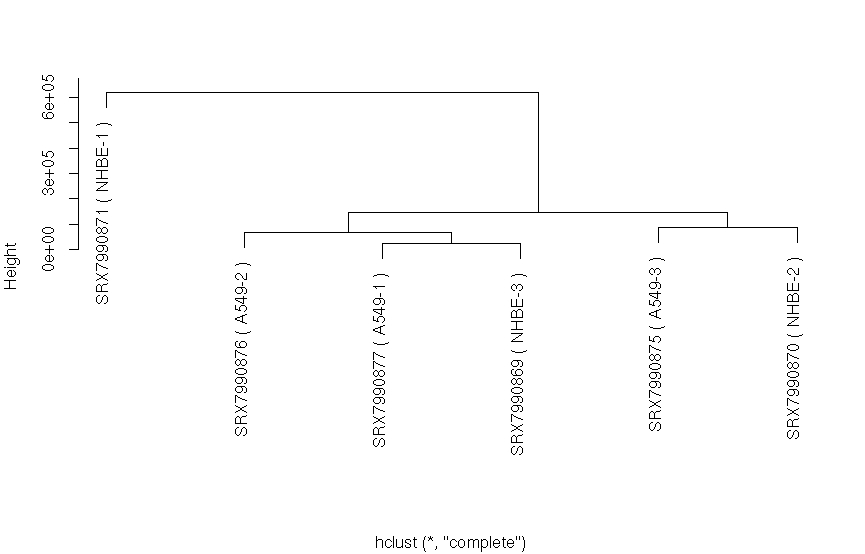 Height
0e+00
3e+05
6e+05
SRX7990871 ( NHBE-1 )
SRX7990876 ( A549-2 )
SRX7990877 ( A549-1 )
SRX7990869 ( NHBE-3 )
SRX7990875 ( A549-3 )
SRX7990870 ( NHBE-2 )
hclust (*, "complete")